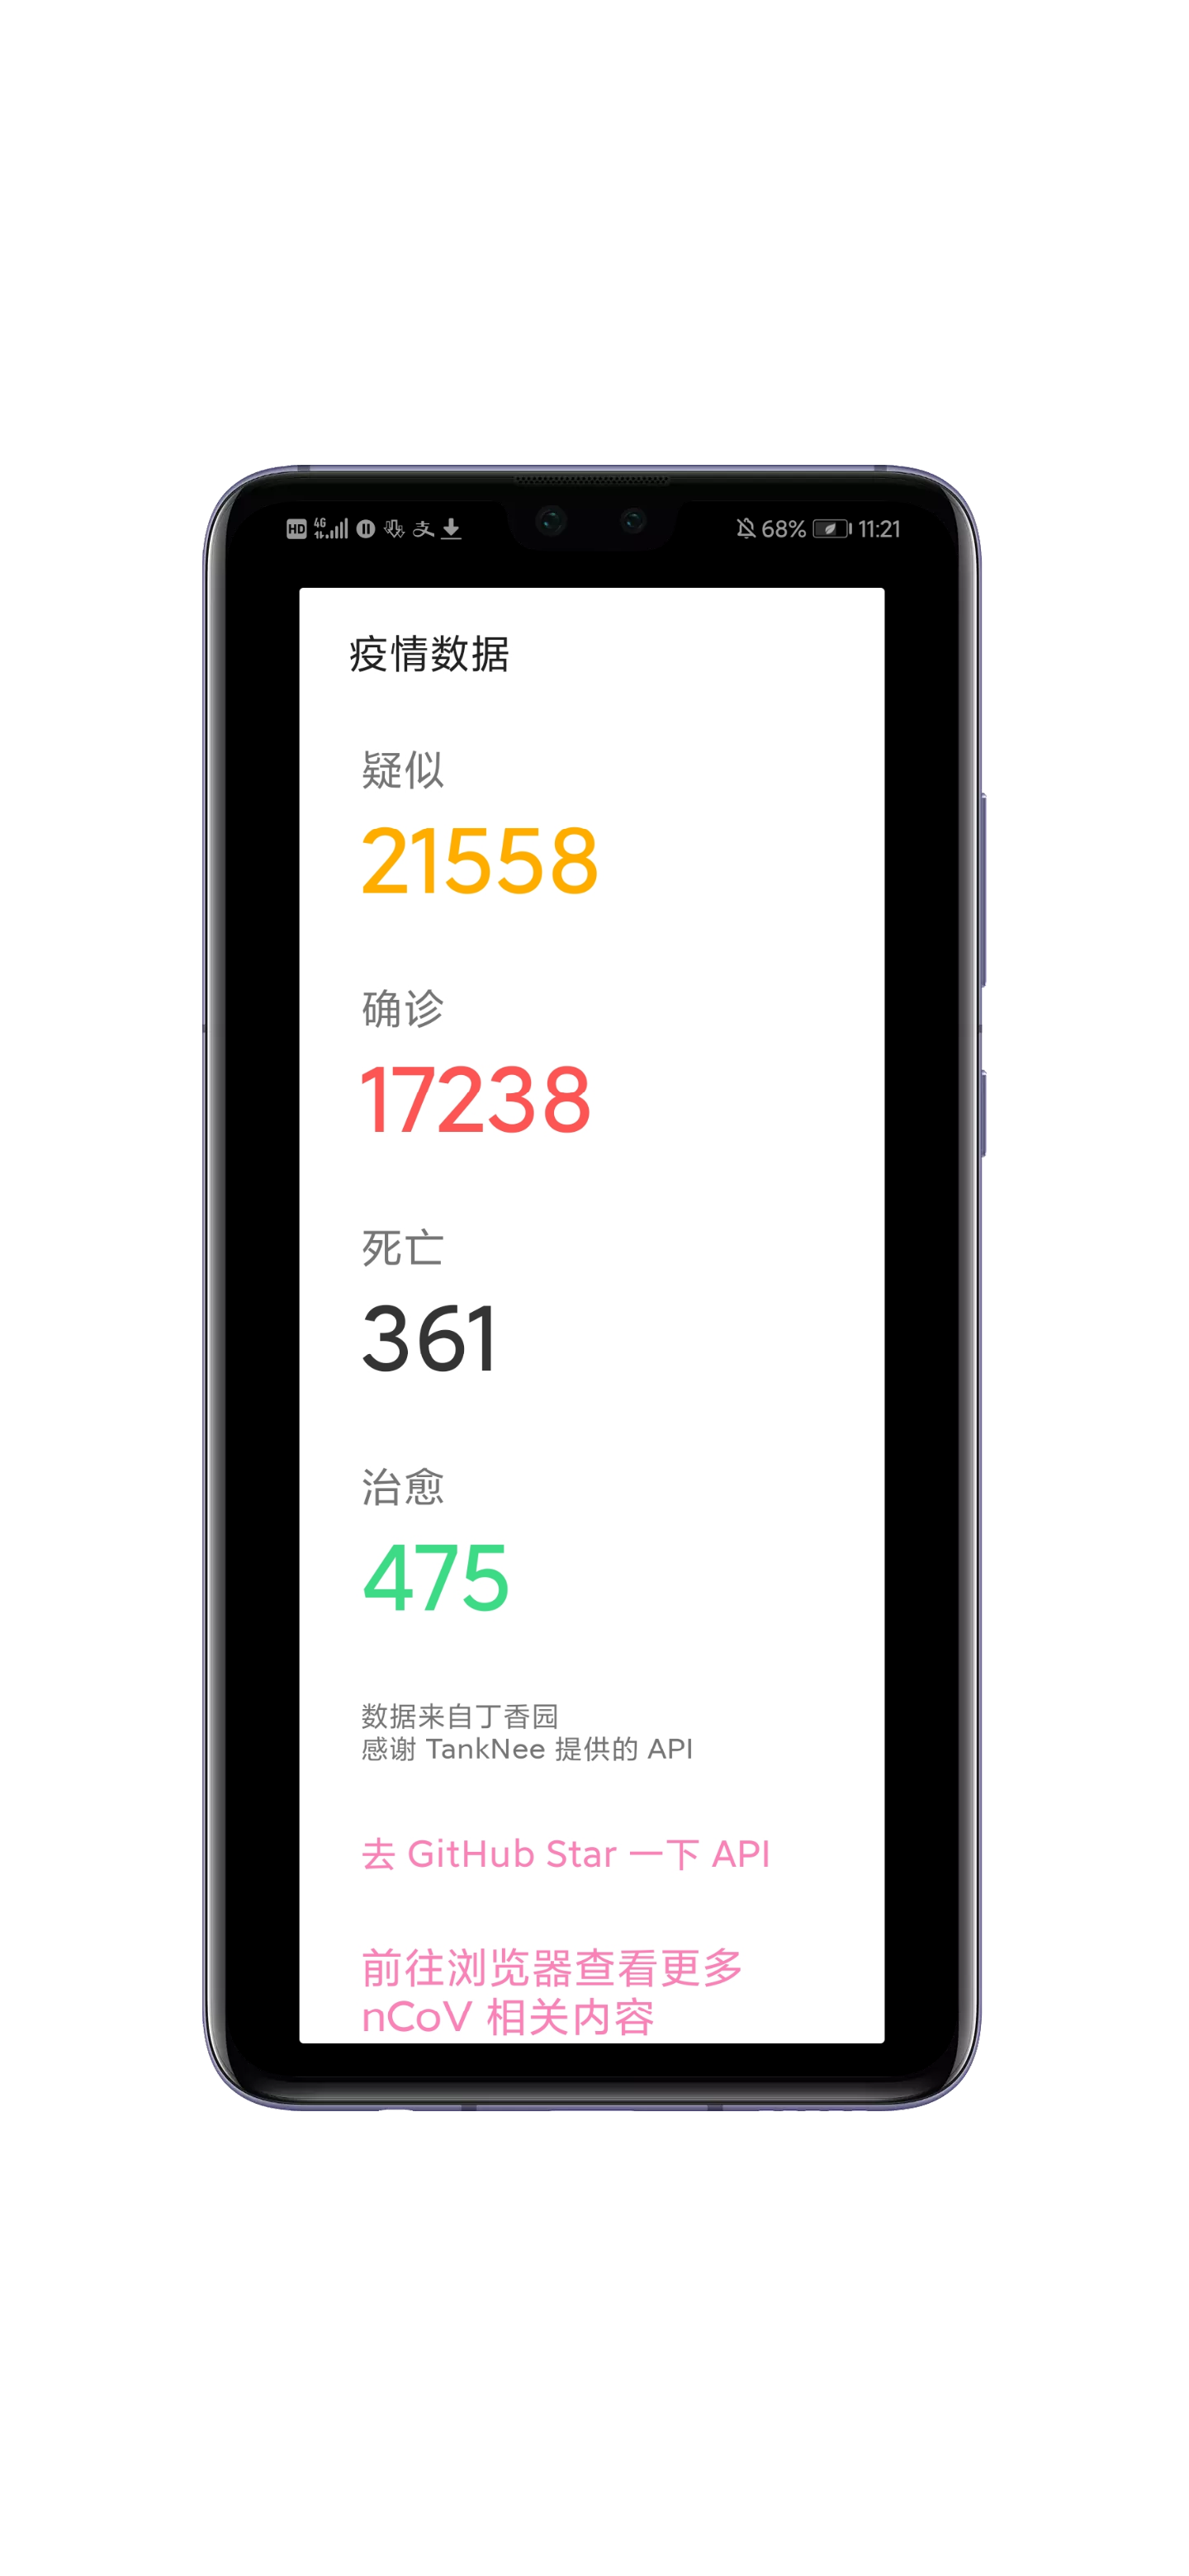 HD 4G 68% 11:21
疫情数据
疑似
21558
确诊
17238
死亡
361
治愈
475
数据来自丁香园
感谢 TankNee 提供的 API
去 GitHub Star 一下 API
前往浏览器查看更多
nCoV 相关内容